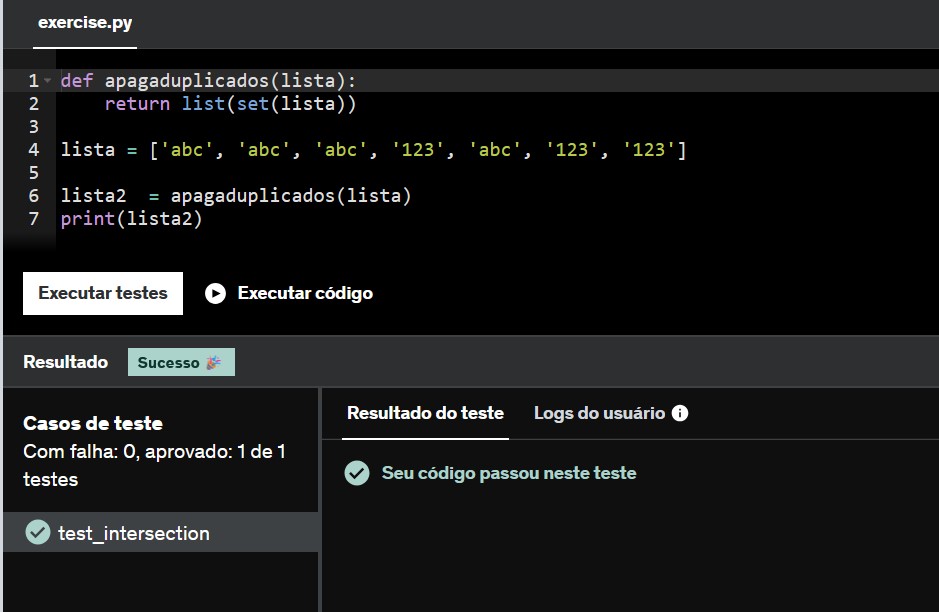 exercise.py
1 def apagaduplicados(lista):
2     return list(set(lista))
3
4 lista = ['abc', 'abc', 'abc', '123', 'abc', '123', '123']
5
6 lista2  = apagaduplicados(lista)
7 print(lista2)
Executar testes Executar código
Resultado Sucesso 🎉
Casos de teste
Com falha: 0, aprovado: 1 de 1
testes
test_intersection
Resultado do teste Logs do usuário
Seu código passou neste teste